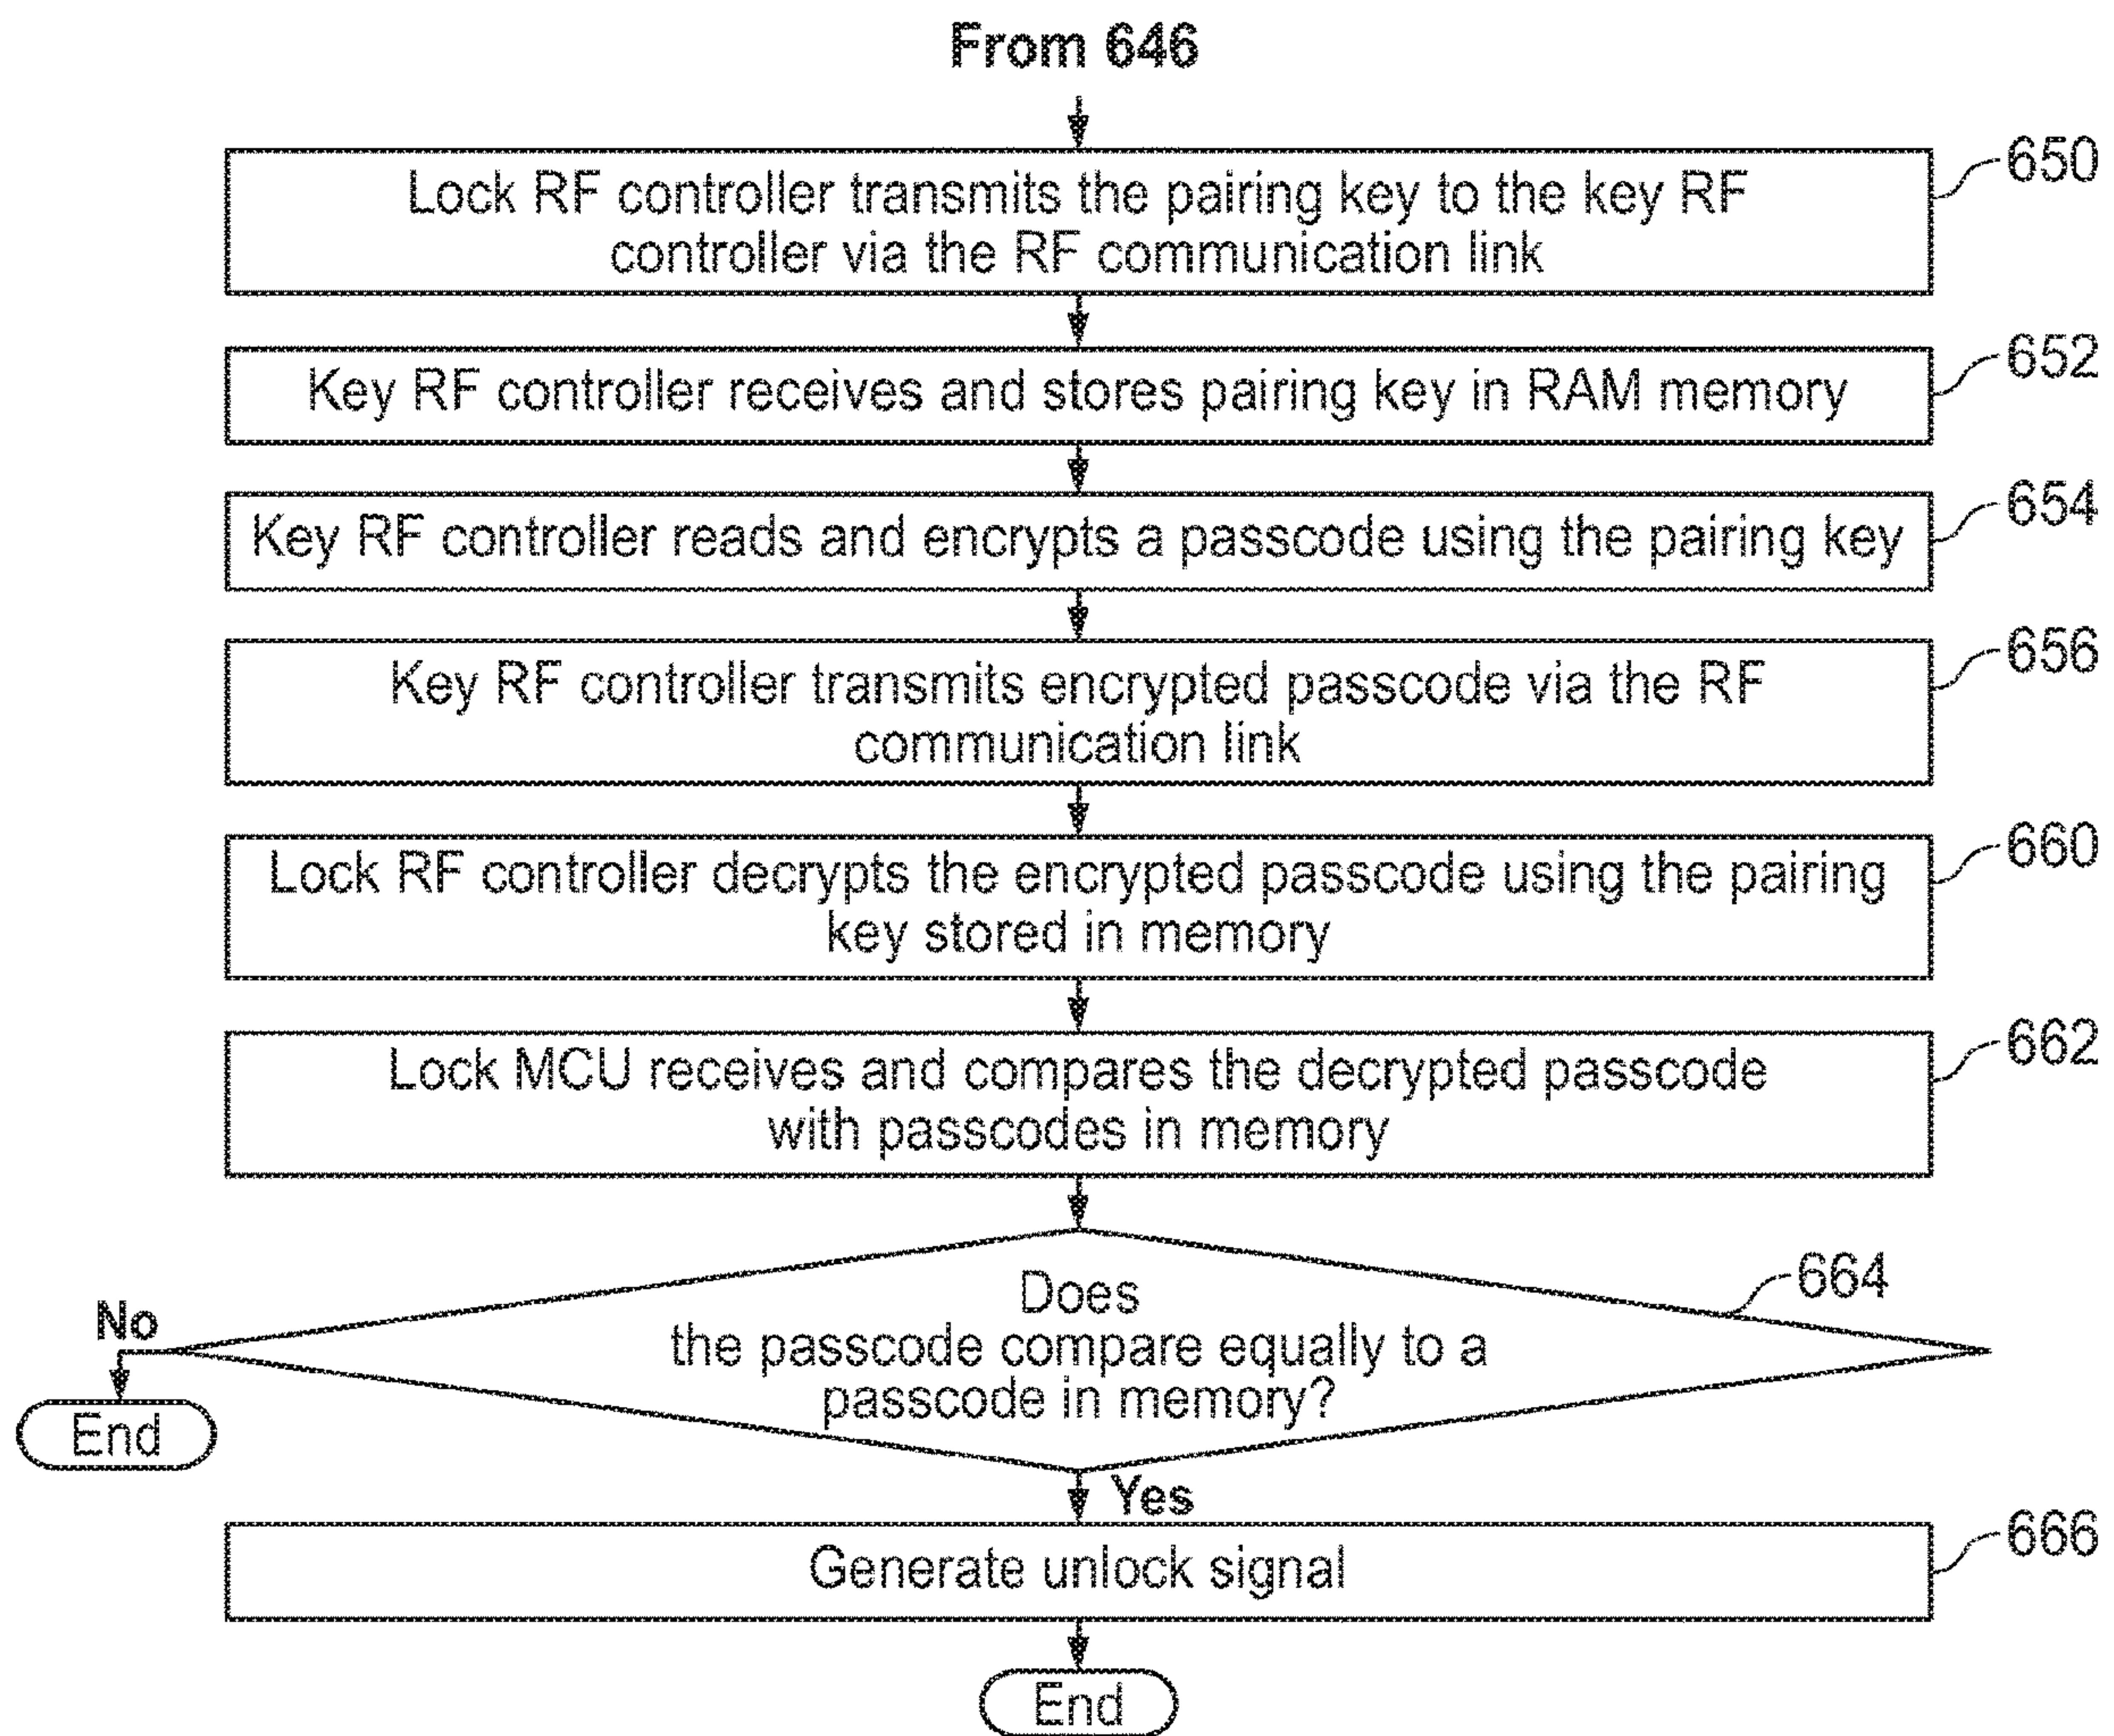 From 646
Lock RF controller transmits the pairing key to the key RF
controller via the RF communication link
650
Key RF controller receives and stores pairing key in RAM memory
652
Key RF controller reads and encrypts a passcode using the pairing key
654
Key RF controller transmits encrypted passcode via the RF
communication link
656
Lock RF controller decrypts the encrypted passcode using the pairing
key stored in memory
660
Lock MCU receives and compares the decrypted passcode
with passcodes in memory
662
Does
the passcode compare equally to a
passcode in memory?
664
No
End
Yes
Generate unlock signal
666
End